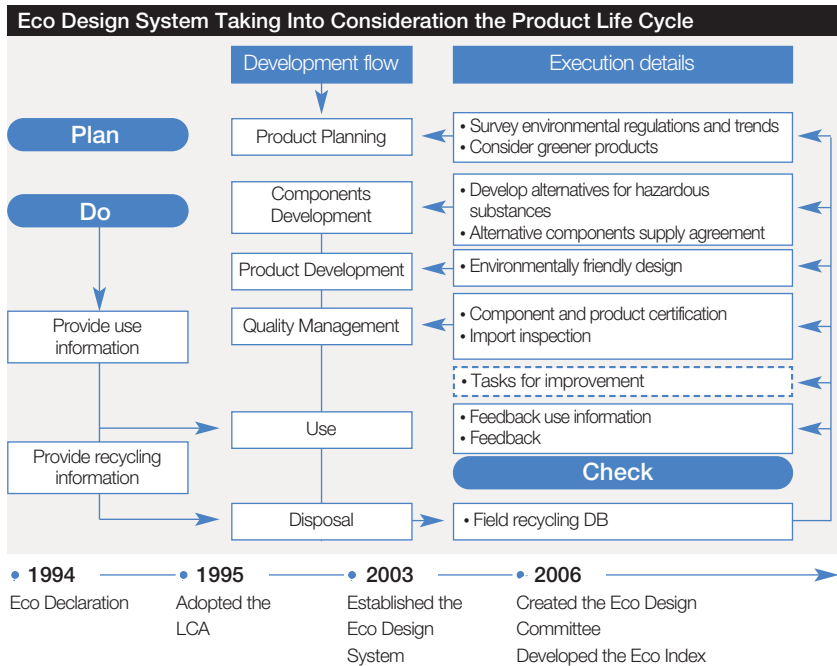 Eco Design System Taking Into Consideration the Product Life Cycle
Development flow
Execution details
Plan
Product Planning
• Survey environmental regulations and trends
• Consider greener products
Do
Components
Development
• Develop alternatives for hazardous
substances
• Alternative components supply agreement
Product Development
• Environmentally friendly design
Provide use
information
Quality Management
• Component and product certification
• Import inspection
• Tasks for improvement
Use
• Feedback use information
• Feedback
Provide recycling
information
Check
Disposal
• Field recycling DB
1994
Eco Declaration
1995
Adopted the
LCA
2003
Established the
Eco Design
System
2006
Created the Eco Design
Committee
Developed the Eco Index